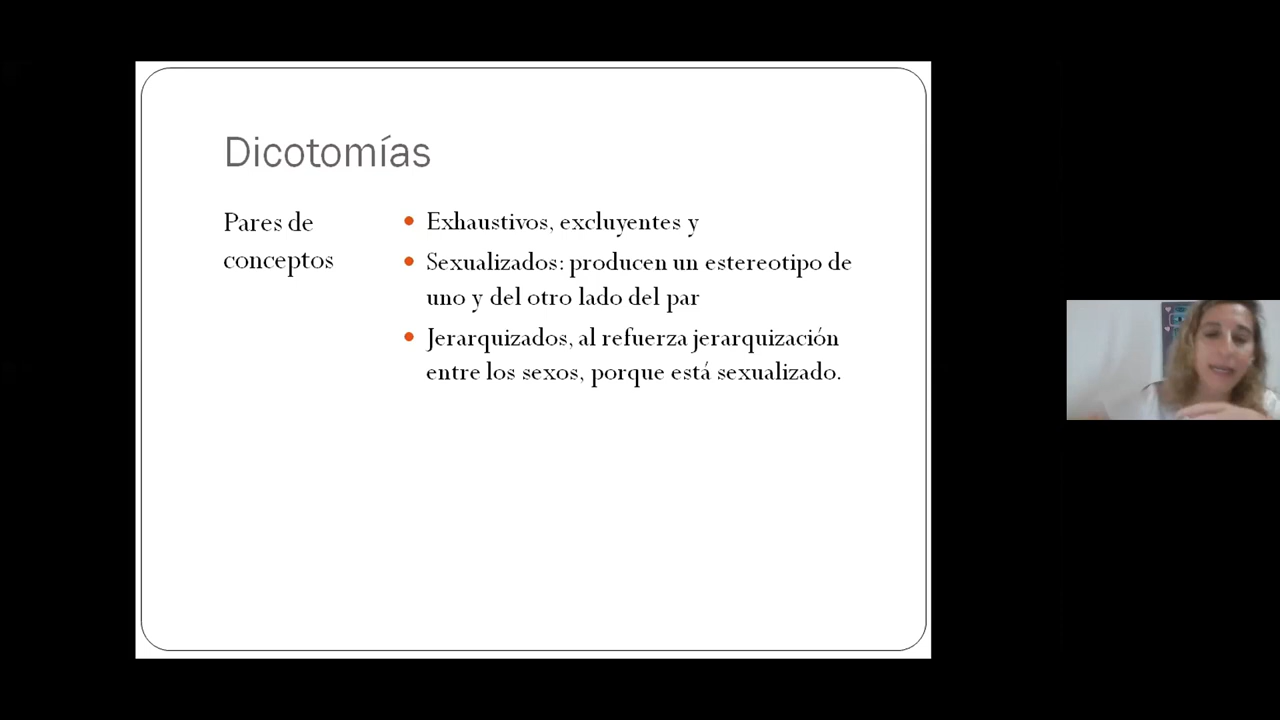 Dicotomías
Pares de
conceptos
Exhaustivos, excluyentes y
Sexualizados: producen un estereotipo de
uno y del otro lado del par
Jerarquizados, al refuerza jerarquización
entre los sexos, porque está sexualizado.